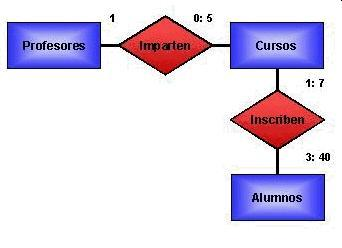 1
0: 5
Profesores
Imparten
Cursos
1: 7
Inscriben
3: 40
Alumnos